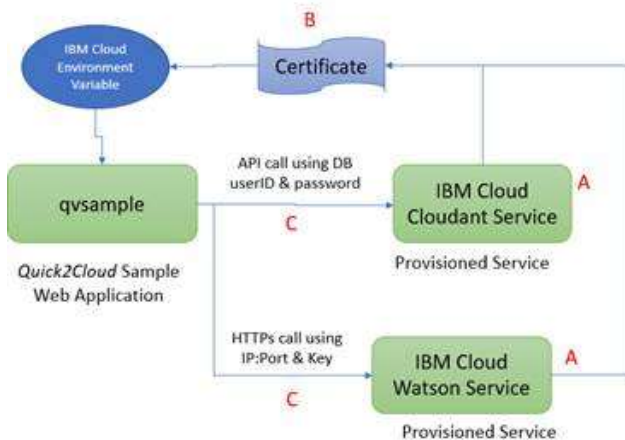 B
IBM Cloud
Environment
Variable
Certificate
API call using DB
userID & password
A
qvsample
IBM Cloud
Cloudant Service
C
Quick2Cloud Sample
Web Application
Provisioned Service
HTTPs call using
IP:Port & Key
A
IBM Cloud
Watson Service
C
Provisioned Service